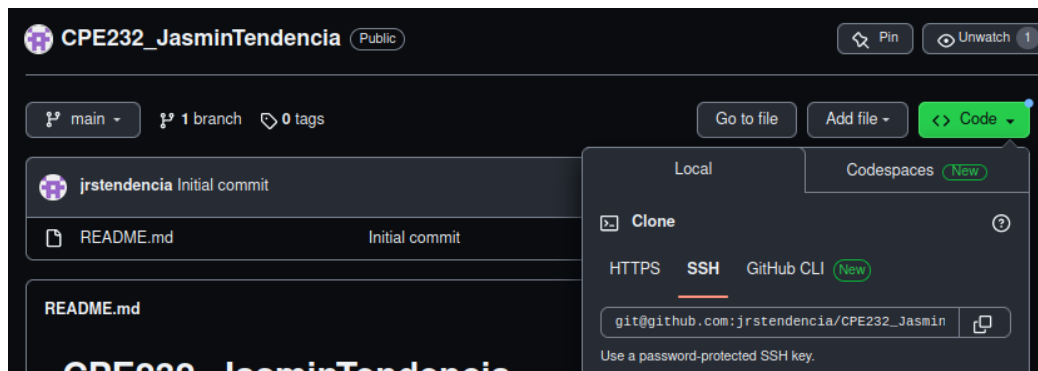 CPE232_JasminTendencia Public
Pin
Unwatch 1
main
1 branch
0 tags
Go to file
Add file
<> Code
jrstendencia Initial commit
README.md Initial commit
README.md
CPE232_JasminTendencia
Local
Codespaces New
Clone
HTTPS SSH GitHub CLI New
git@github.com:jrstendencia/CPE232_Jasmin
Use a password-protected SSH key.